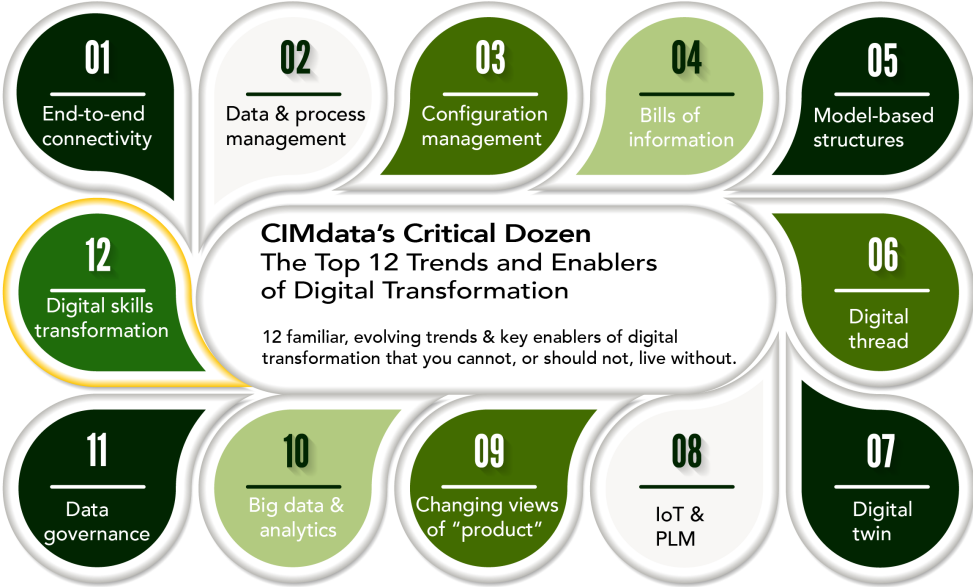 01
End-to-end
connectivity
02
Data & process
management
03
Configuration
management
04
Bills of
information
05
Model-based
structures
12
Digital skills
transformation
CIMdata’s Critical Dozen
The Top 12 Trends and Enablers
of Digital Transformation
12 familiar, evolving trends & key enablers of digital
transformation that you cannot, or should not, live without.
06
Digital
thread
11
Data
governance
10
Big data &
analytics
09
Changing views
of “product”
08
IoT &
PLM
07
Digital
twin